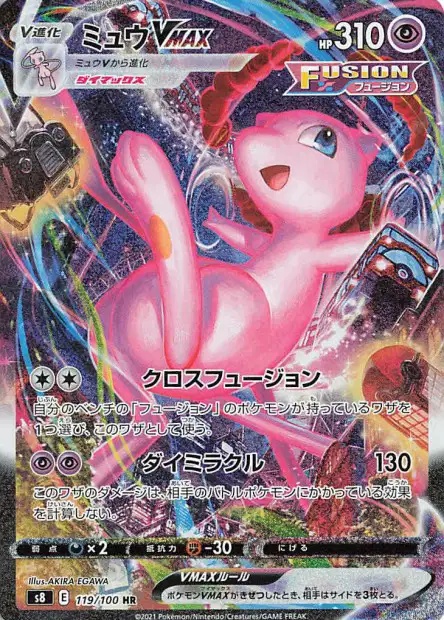 V進化
ミュウVMAX
HP310
ミュウVから進化
ダイマックス
FUSION
フュージョン
クロスフュージョン
自分のベンチの「フュージョン」のポケモンが持っているワザを
1つ選び、このワザとして使う。
ダイミラクル 130
このワザのダメージは、相手のバトルポケモンにかかっている効果
を計算しない。
弱点 ×2 抵抗力 -30 にげる
Illus. AKIRA EGAWA
VMAXルール
ポケモンVMAXがきぜつしたとき、相手はサイドを3枚とる。
s8 E 119/100 HR
©2021 Pokémon/Nintendo/Creatures/GAME FREAK.